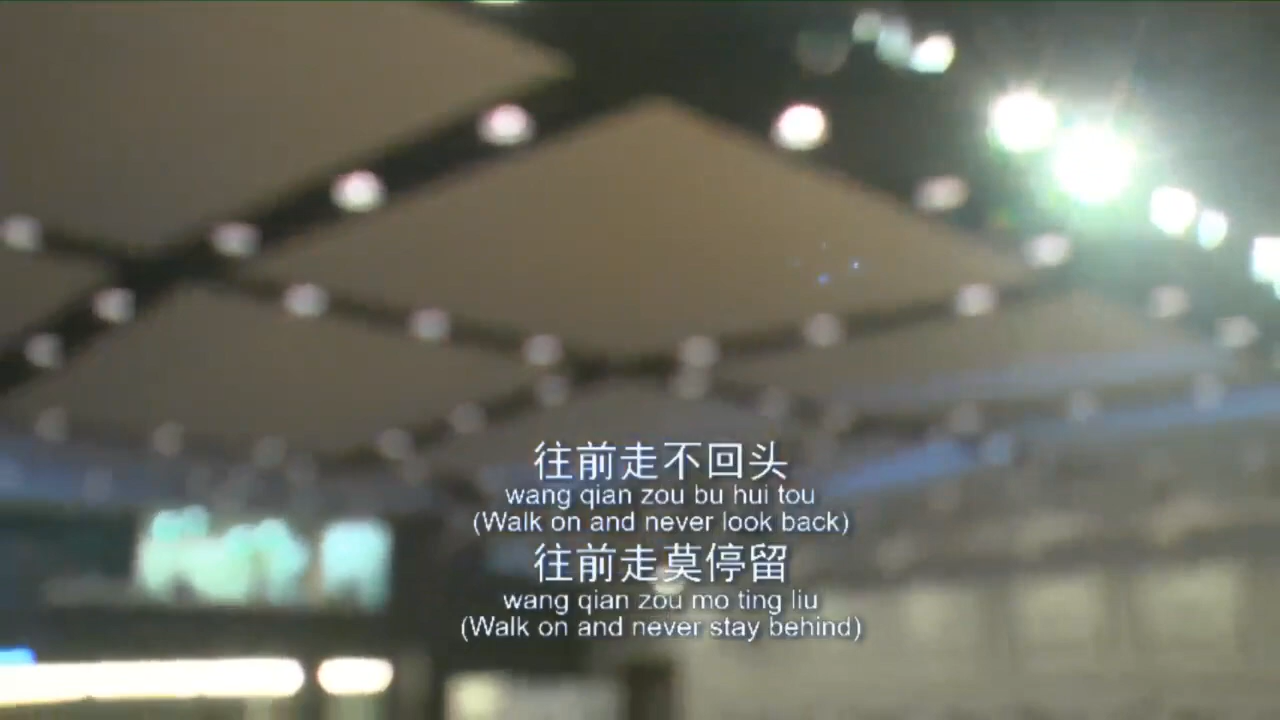 往前走不回头
wang qian zou bu hui tou
(Walk on and never look back)
往前走莫停留
wang qian zou mo ting liu
(Walk on and never stay behind)